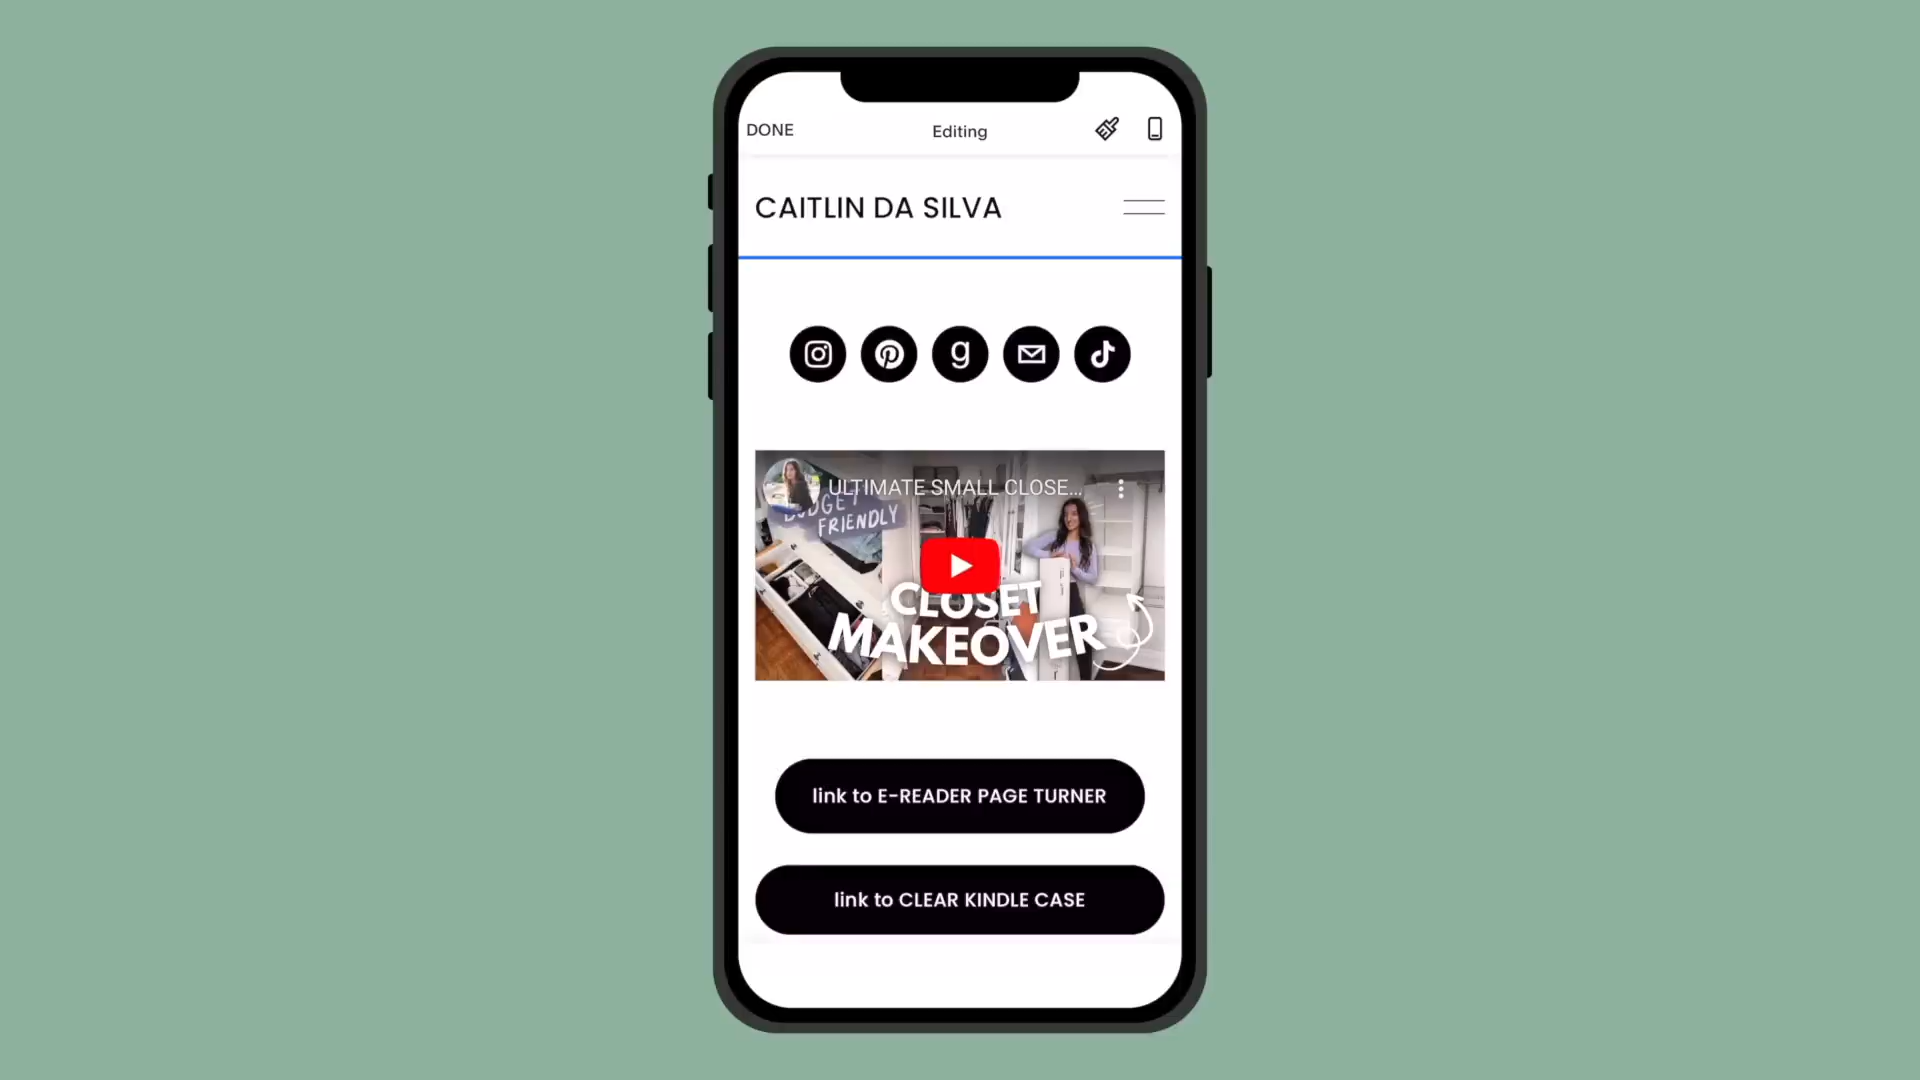 DONE
Editing
CAITLIN DA SILVA
g
ULTIMATE SMALL CLOSE...
BUDGET
FRIENDLY
CLOSET
MAKEOVER
link to E-READER PAGE TURNER
link to CLEAR KINDLE CASE